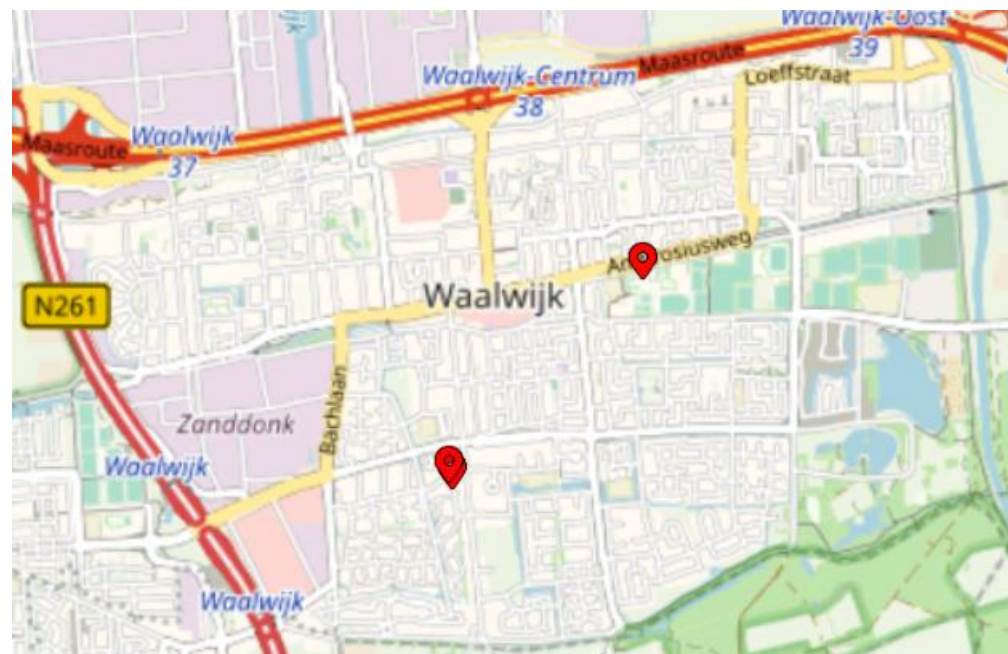 Waalwijk-Oost
39
Maasroute
Loeffstraat
Waalwijk-Centrum
38
Waalwijk
37
Maasroute
N261
Waalwijk
Zanddonk
Bachlaan
Waalwijk
Waalwijk